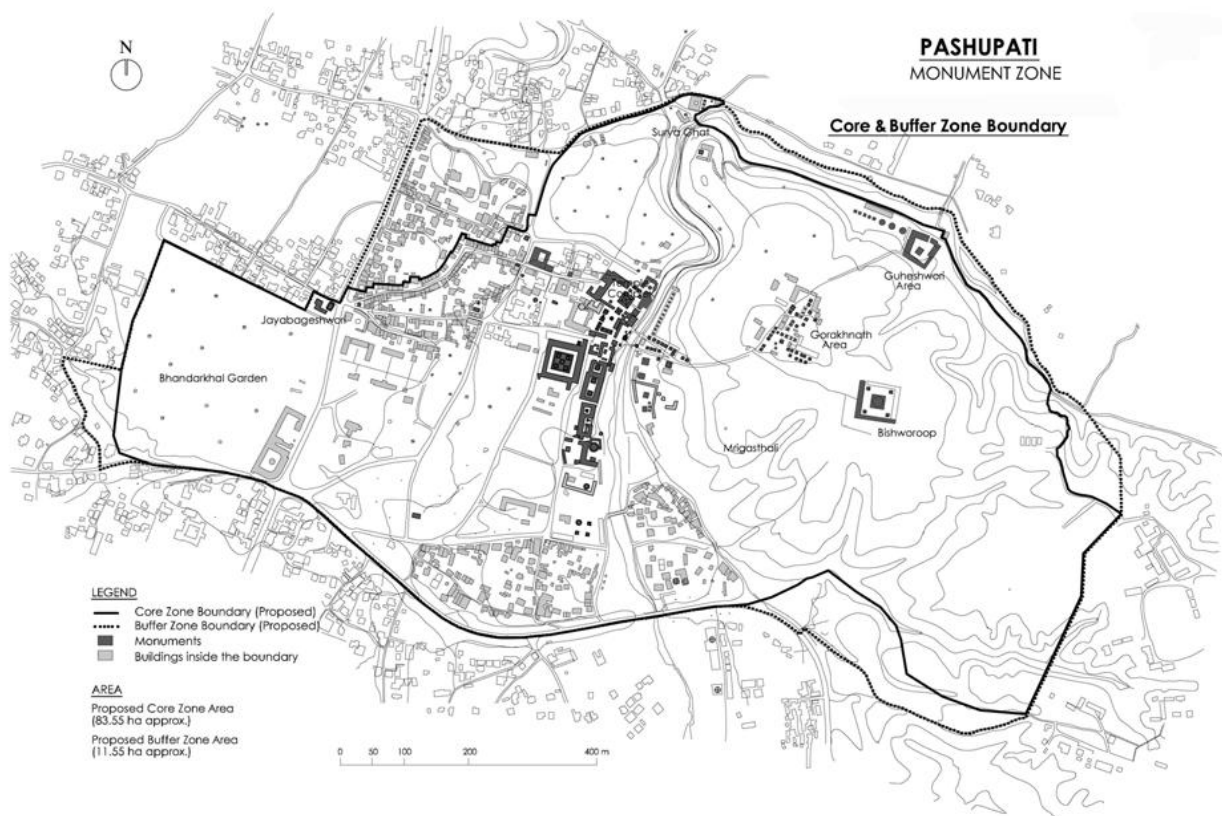 N
PASHUPATI
MONUMENT ZONE
Core & Buffer Zone Boundary
Surya Ghat
Guheshwori
Area
Jayabageshwori
Gorakhnath
Area
Bhandarkhal Garden
Bishworoop
Mrigasthali
LEGEND
Core Zone Boundary (Proposed)
Buffer Zone Boundary (Proposed)
Monuments
Buildings inside the boundary
AREA
Proposed Core Zone Area
(83.55 ha approx.)
Proposed Buffer Zone Area
(11.55 ha approx.)
0 50 100 200 400 m